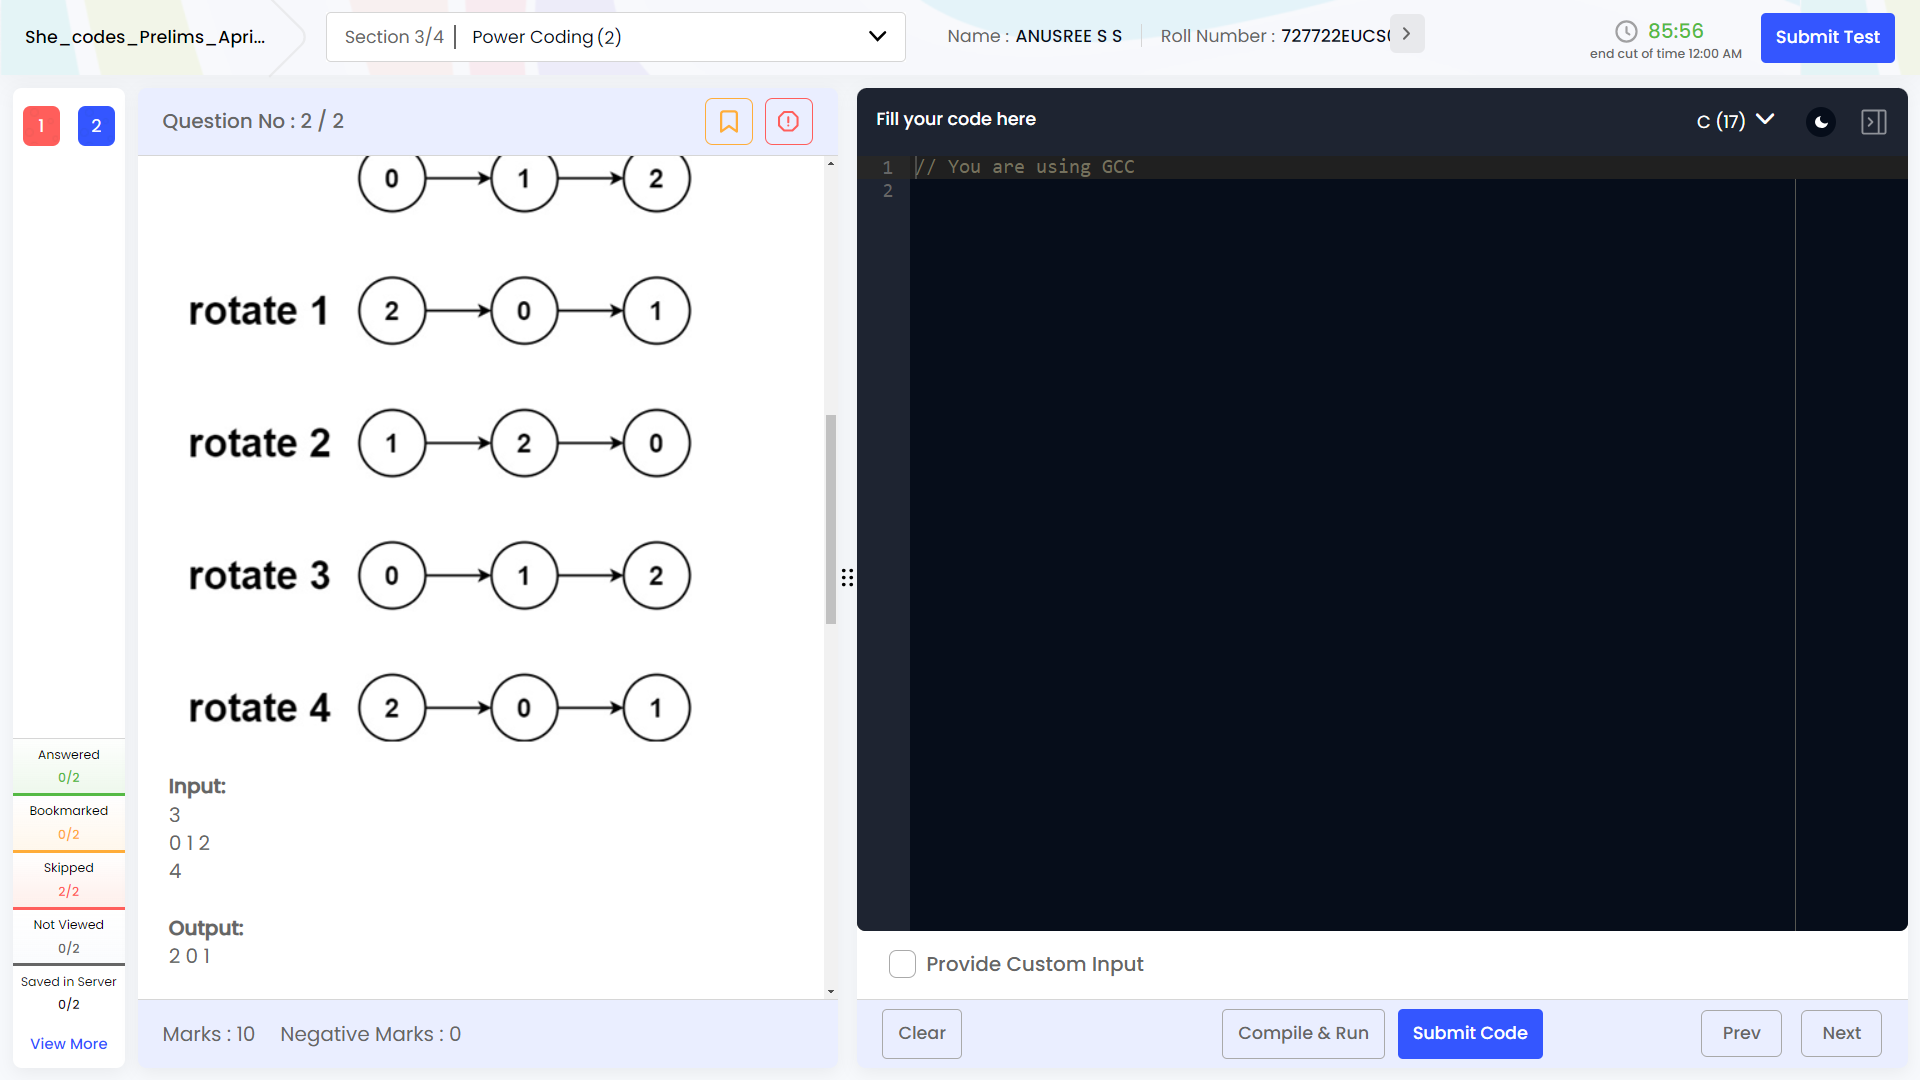 She_codes_Prelims_Apri...
Section 3/4 | Power Coding (2)
Name : ANUSREE S S
Roll Number : 727722EUCS
85:56
end cut of time 12:00 AM
Submit Test
1
2
Question No : 2 / 2
0 1 2
rotate 1 2 0 1
rotate 2 1 2 0
rotate 3 0 1 2
rotate 4 2 0 1
Input:
3
0 1 2
4
Output:
2 0 1
Answered
0/2
Bookmarked
0/2
Skipped
2/2
Not Viewed
0/2
Saved in Server
0/2
View More
Marks : 10
Negative Marks : 0
Fill your code here
C (17)
1 // You are using GCC
2
Provide Custom Input
Clear
Compile & Run
Submit Code
Prev
Next